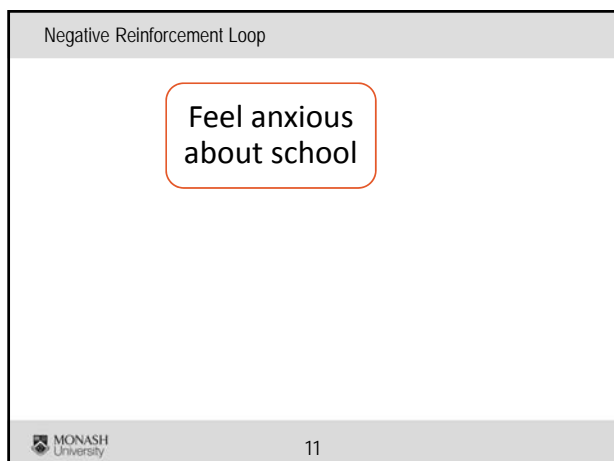 Negative Reinforcement Loop
Feel anxious
about school
MONASH
University
11